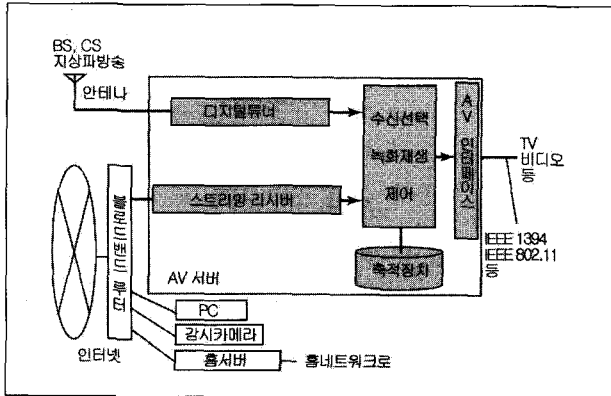 BS, CS
지상파방송
안테나
디지털튜너
스트리밍 리시버
수신선택
녹화재생
제어
AV 인터페이스
TV
비디오
등
IEEE 1394
IEEE 802.11
등
축적장치
AV 서버
블로드밴드 루터
인터넷
PC
감시카메라
홈서버
홈네트워크로